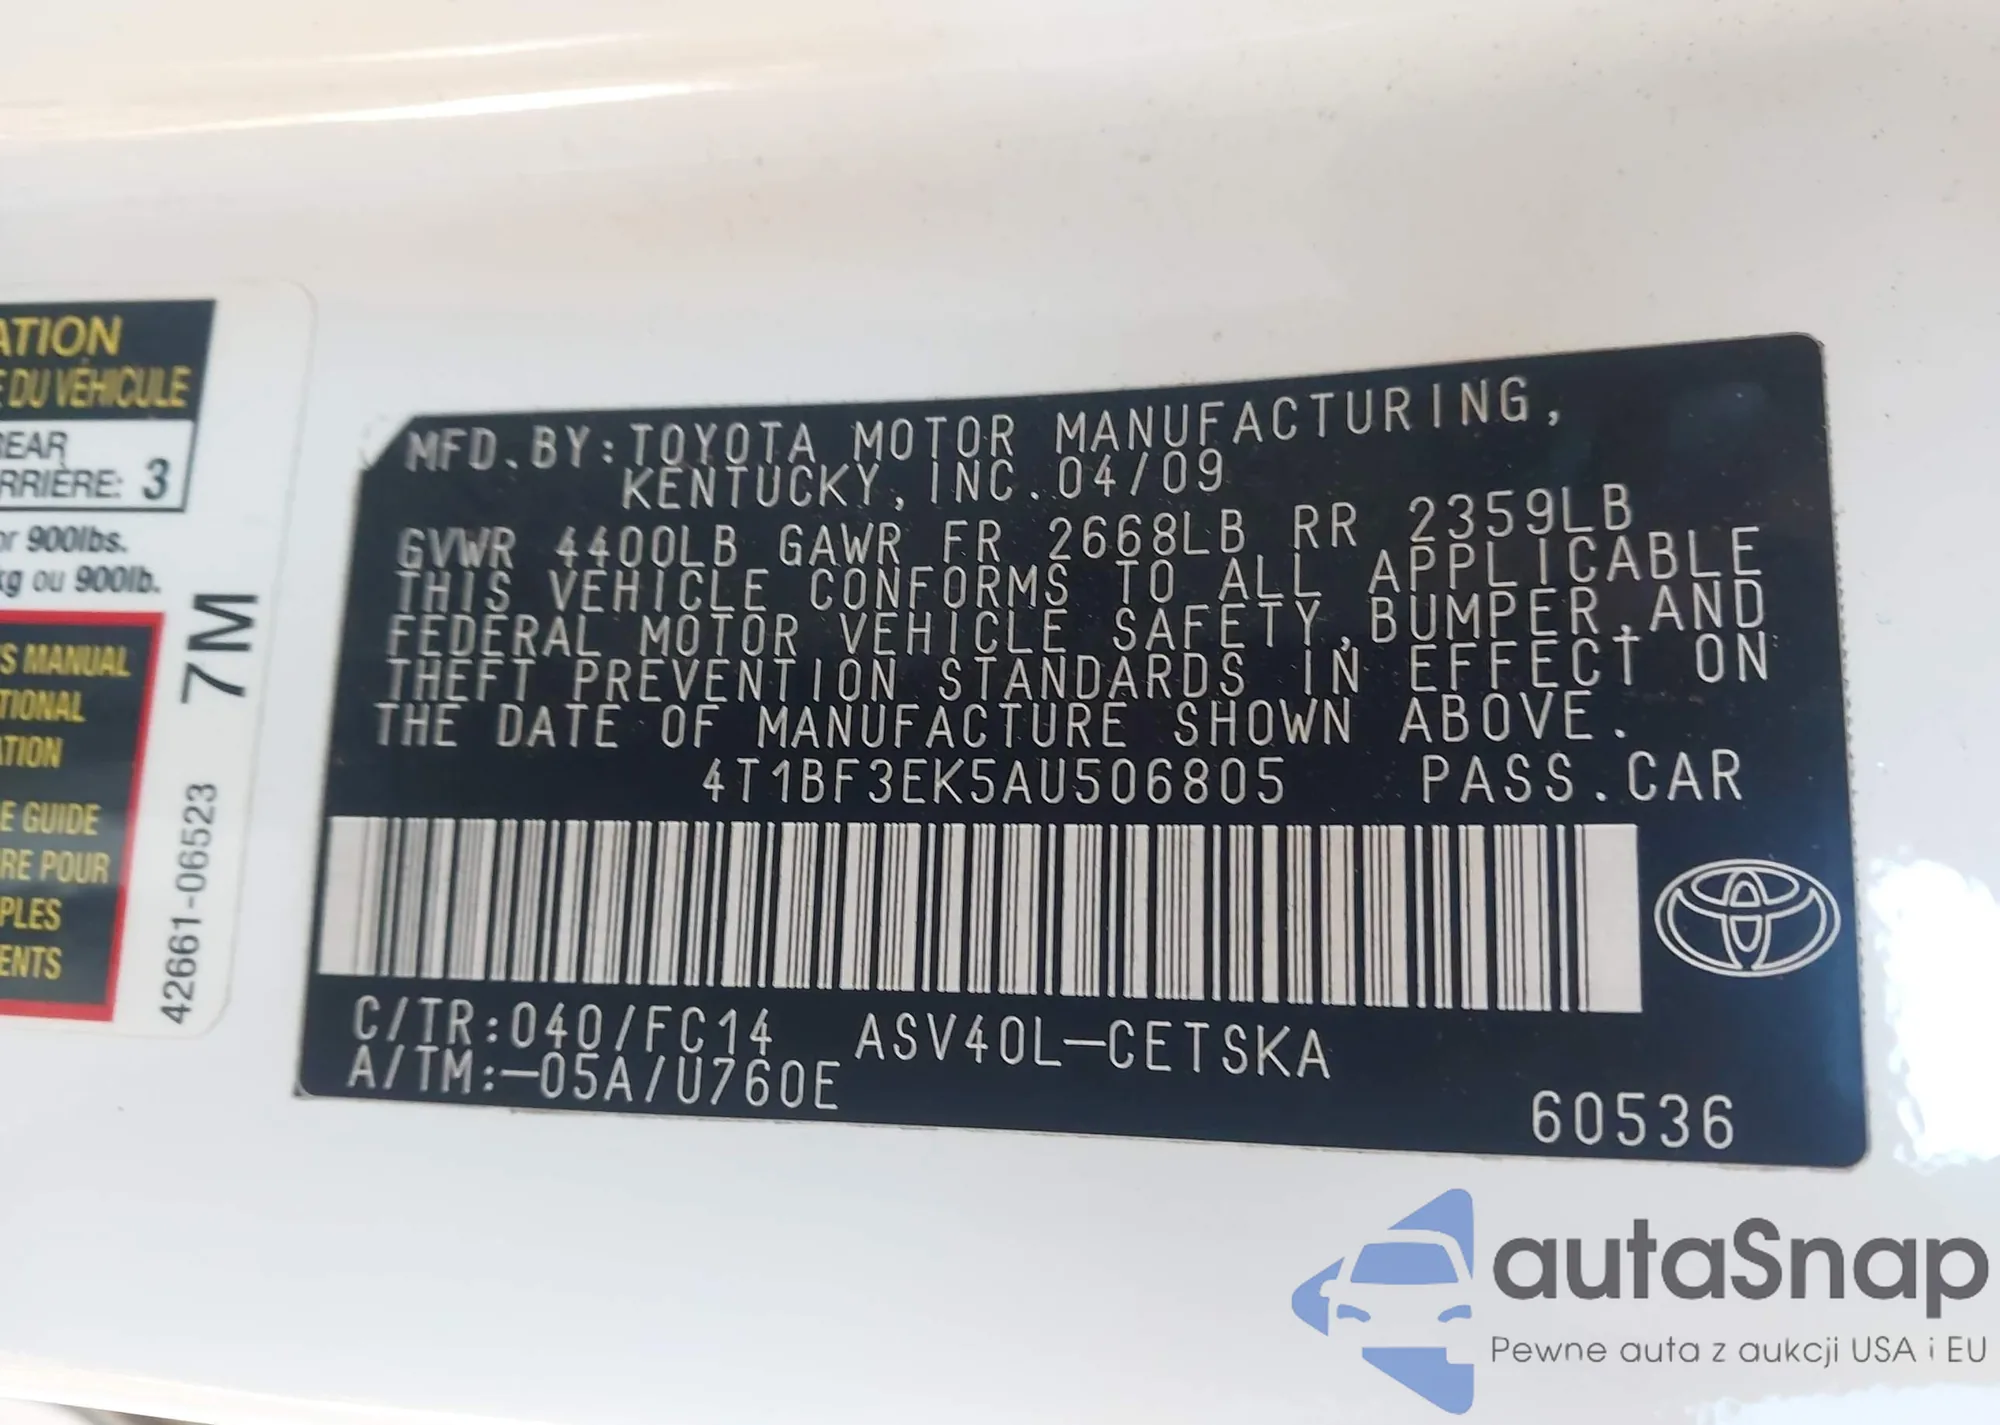 ATION
E DU VÉHICULE
REAR
RRIÈRE: 3
or 900lbs.
kg ou 900lb.
'S MANUAL
TIONAL
ATION
E GUIDE
RE POUR
PLES
ENTS
7M
42661-06523
MFD. BY: TOYOTA MOTOR MANUFACTURING,
KENTUCKY, INC. 04/09
GVWR 4400LB GAWR FR 2668LB RR 2359LB
THIS VEHICLE CONFORMS TO ALL APPLICABLE
FEDERAL MOTOR VEHICLE SAFETY, BUMPER, AND
THEFT PREVENTION STANDARDS IN EFFECT ON
THE DATE OF MANUFACTURE SHOWN ABOVE.
4T1BF3EK5AU506805 PASS. CAR
C/TR: 040/FC14 ASV40L-CETSKA
A/TM: -05A/U760E
60536
autaSnap
Pewne auta z aukcji USA i EU